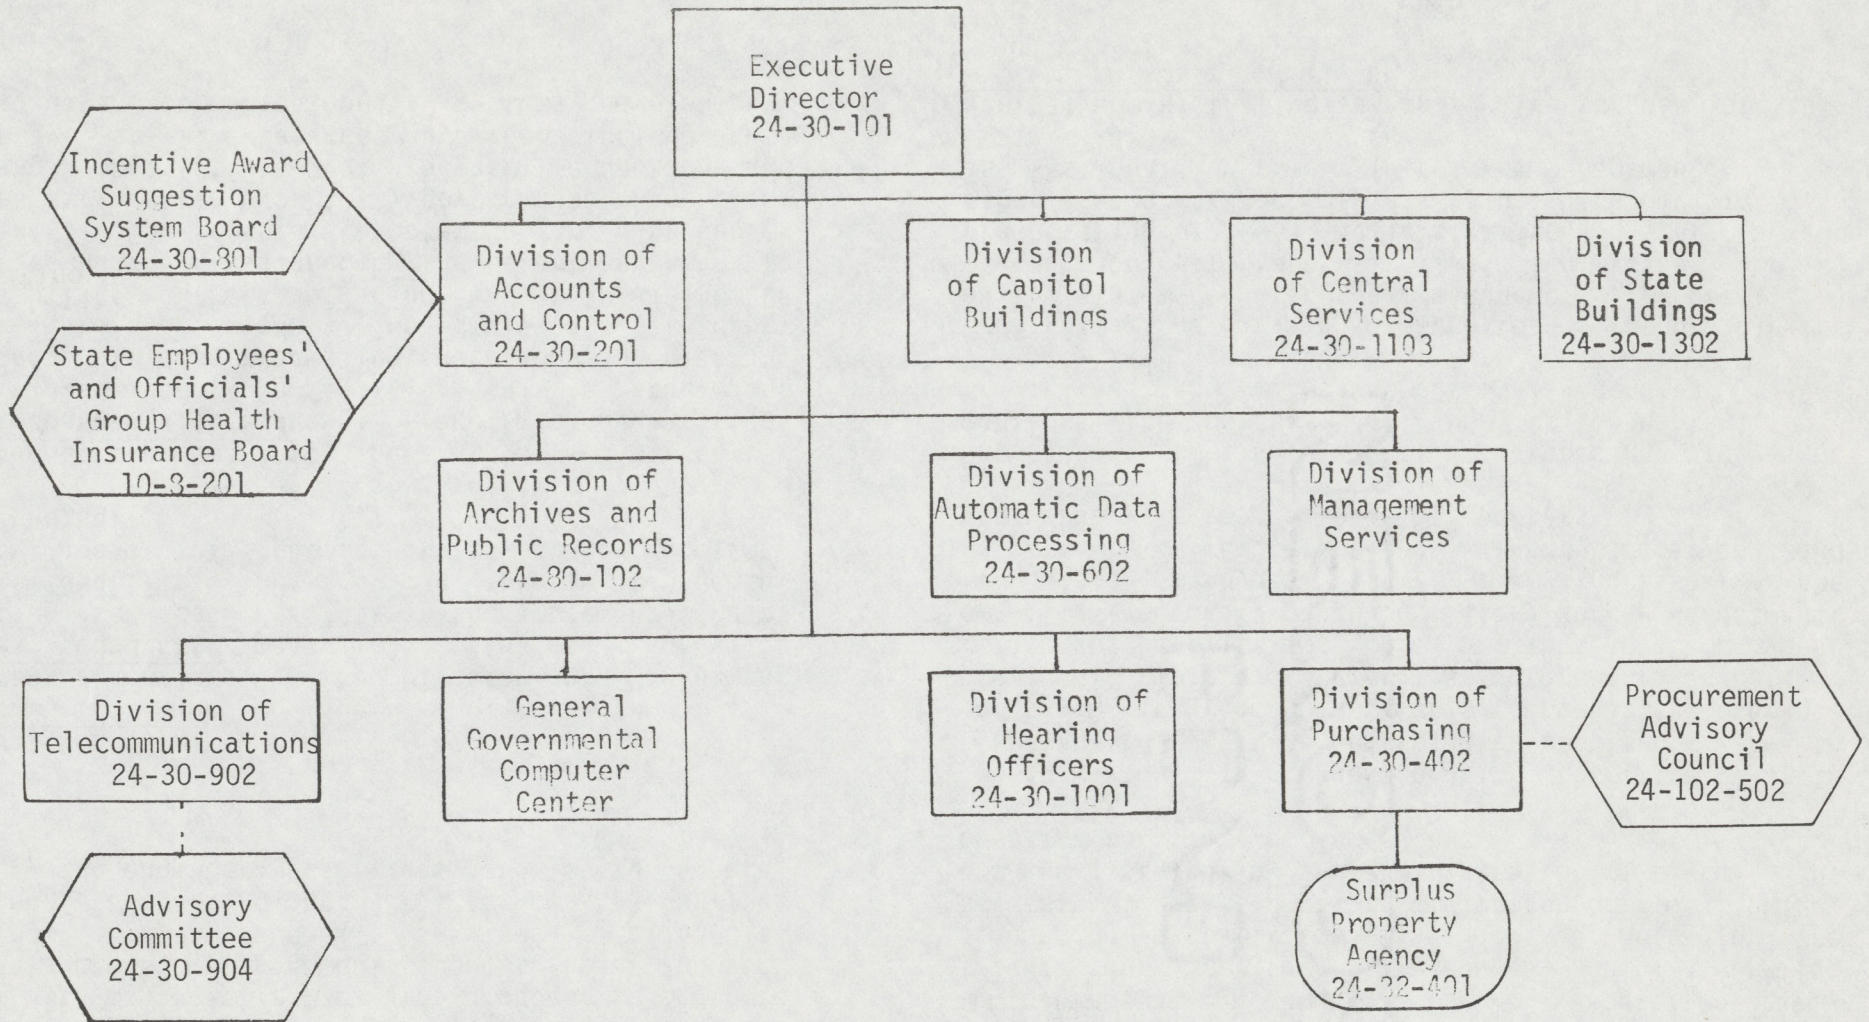 Executive
Director
24-30-101
Incentive Award
Suggestion
System Board
24-30-801
State Employees'
and Officials'
Group Health
Insurance Board
10-8-201
Division of
Accounts
and Control
24-30-201
Division
of Capitol
Buildings
Division
of Central
Services
24-30-1103
Division
of State
Buildings
24-30-1302
Division of
Archives and
Public Records
24-80-102
Division of
Automatic Data
Processing
24-30-602
Division of
Management
Services
Division of
Telecommunications
24-30-902
General
Governmental
Computer
Center
Division of
Hearing
Officers
24-30-1001
Division of
Purchasing
24-30-402
Procurement
Advisory
Council
24-102-502
Advisory
Committee
24-30-904
Surplus
Property
Agency
24-82-401